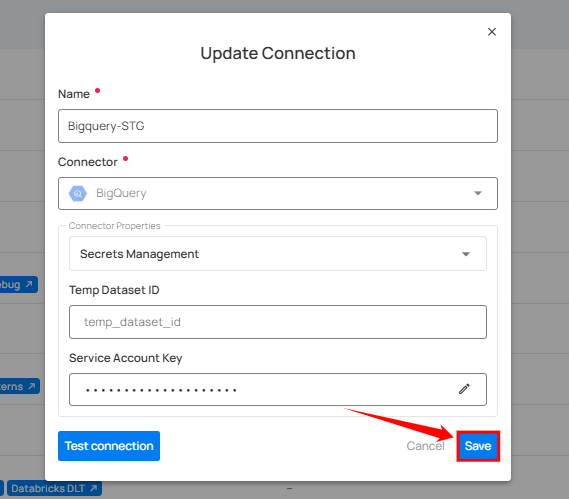 Update Connection
Name
Bigquery-STG
Connector
BigQuery
Connector Properties
Secrets Management
Temp Dataset ID
temp_dataset_id
Service Account Key
ebug
terns
Test connection
Cancel
Save
Databricks DLT